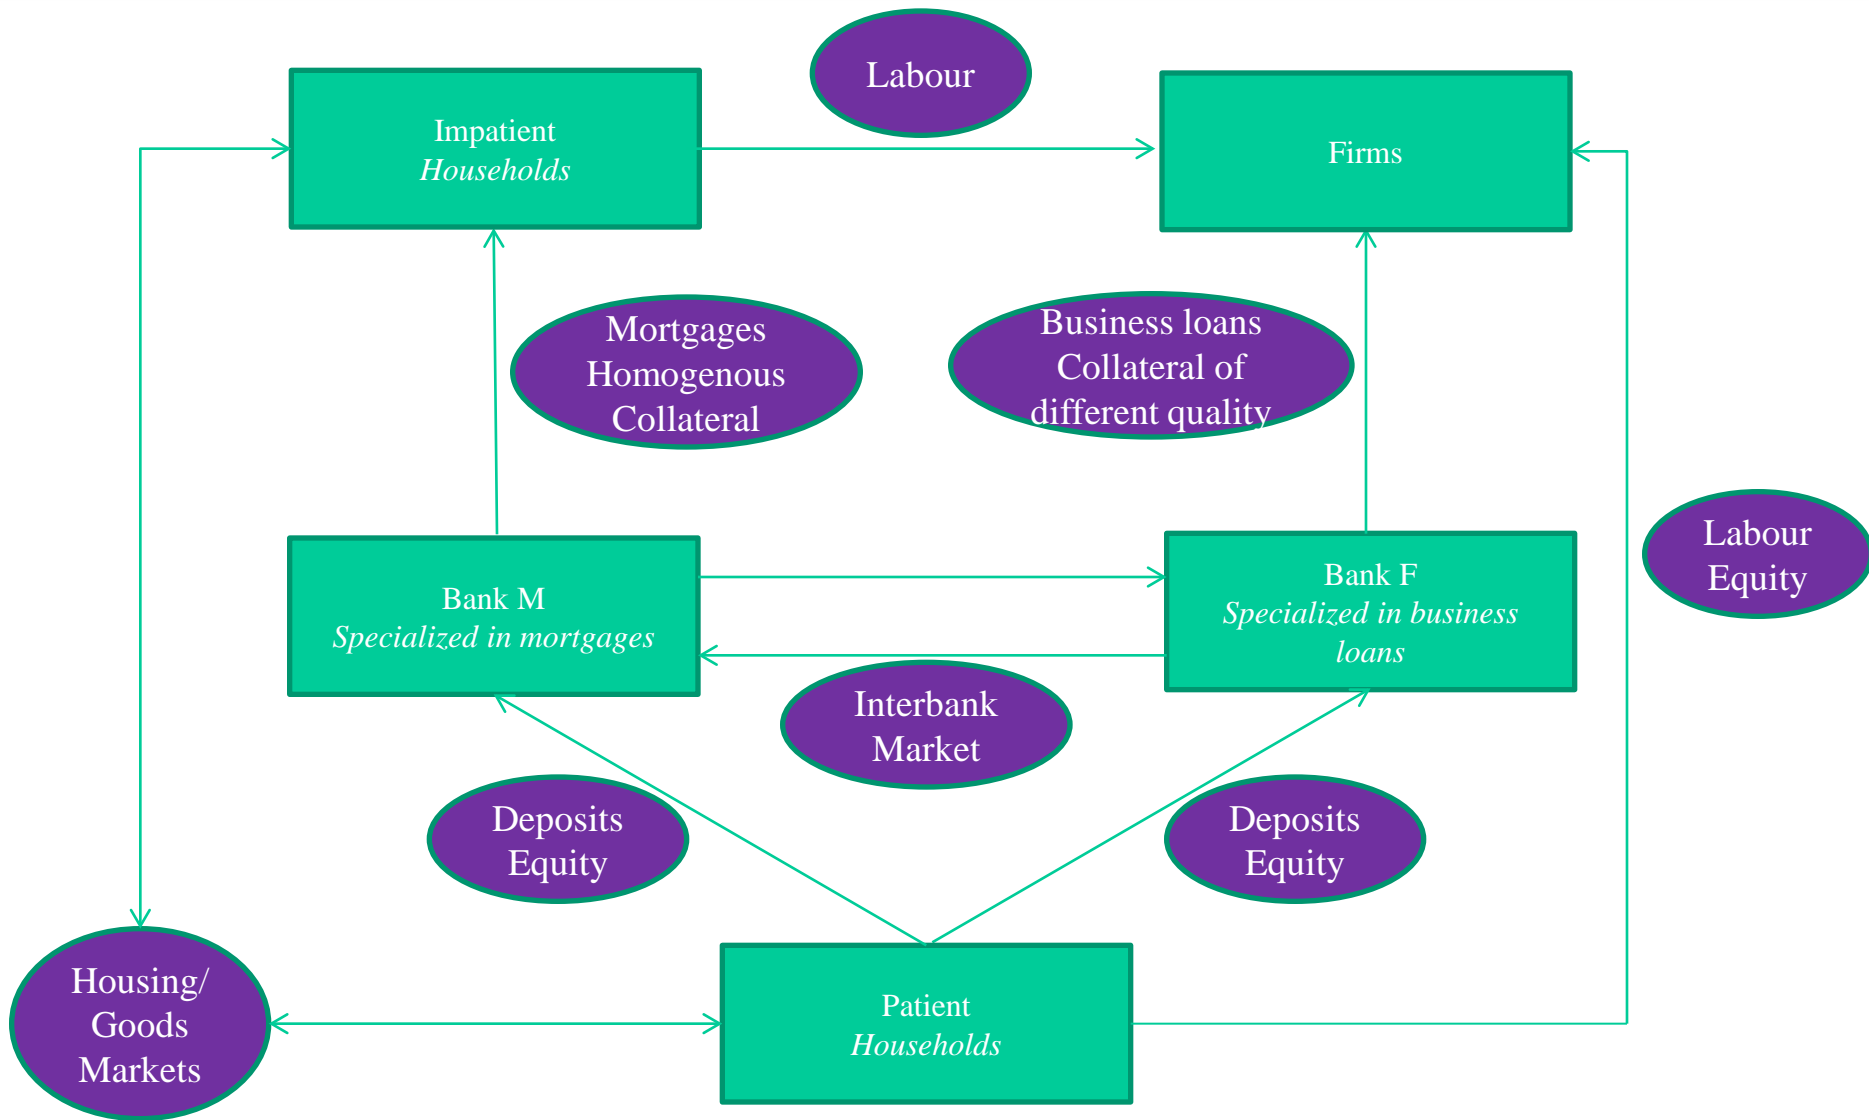 Labour
Impatient
Households
Firms
Mortgages
Homogenous
Collateral
Business loans
Collateral of
different quality
Labour
Equity
Bank M
Specialized in mortgages
Bank F
Specialized in business
loans
Interbank
Market
Deposits
Equity
Deposits
Equity
Housing/
Goods
Markets
Patient
Households